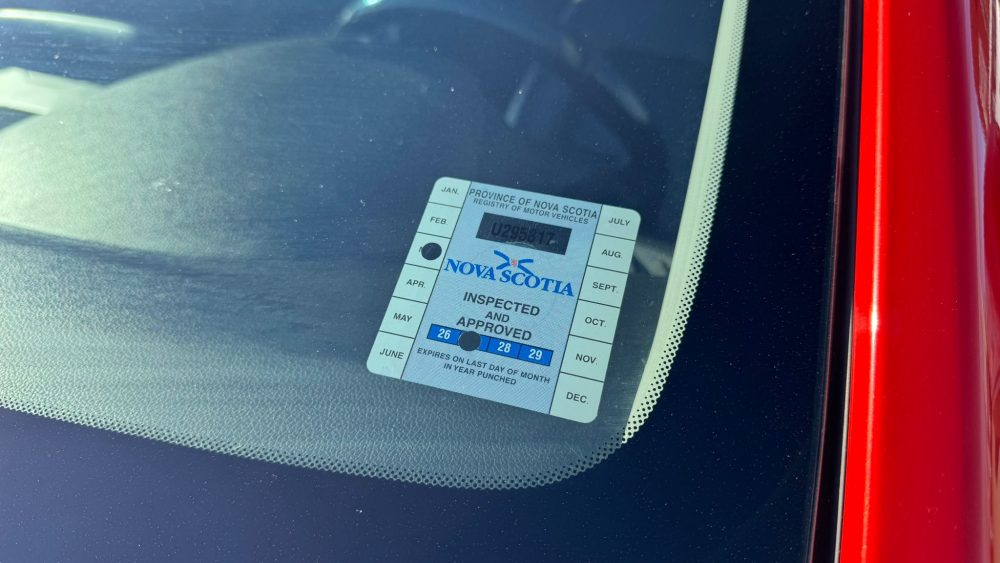 PROVINCE OF NOVA SCOTIA
REGISTRY OF MOTOR VEHICLES
U295817
NOVA SCOTIA
INSPECTED
AND
APPROVED
26 28 29
EXPIRES ON LAST DAY OF MONTH
IN YEAR PUNCHED
JAN.
FEB.
APR.
MAY
JUNE
JULY
AUG.
SEPT.
OCT.
NOV.
DEC.